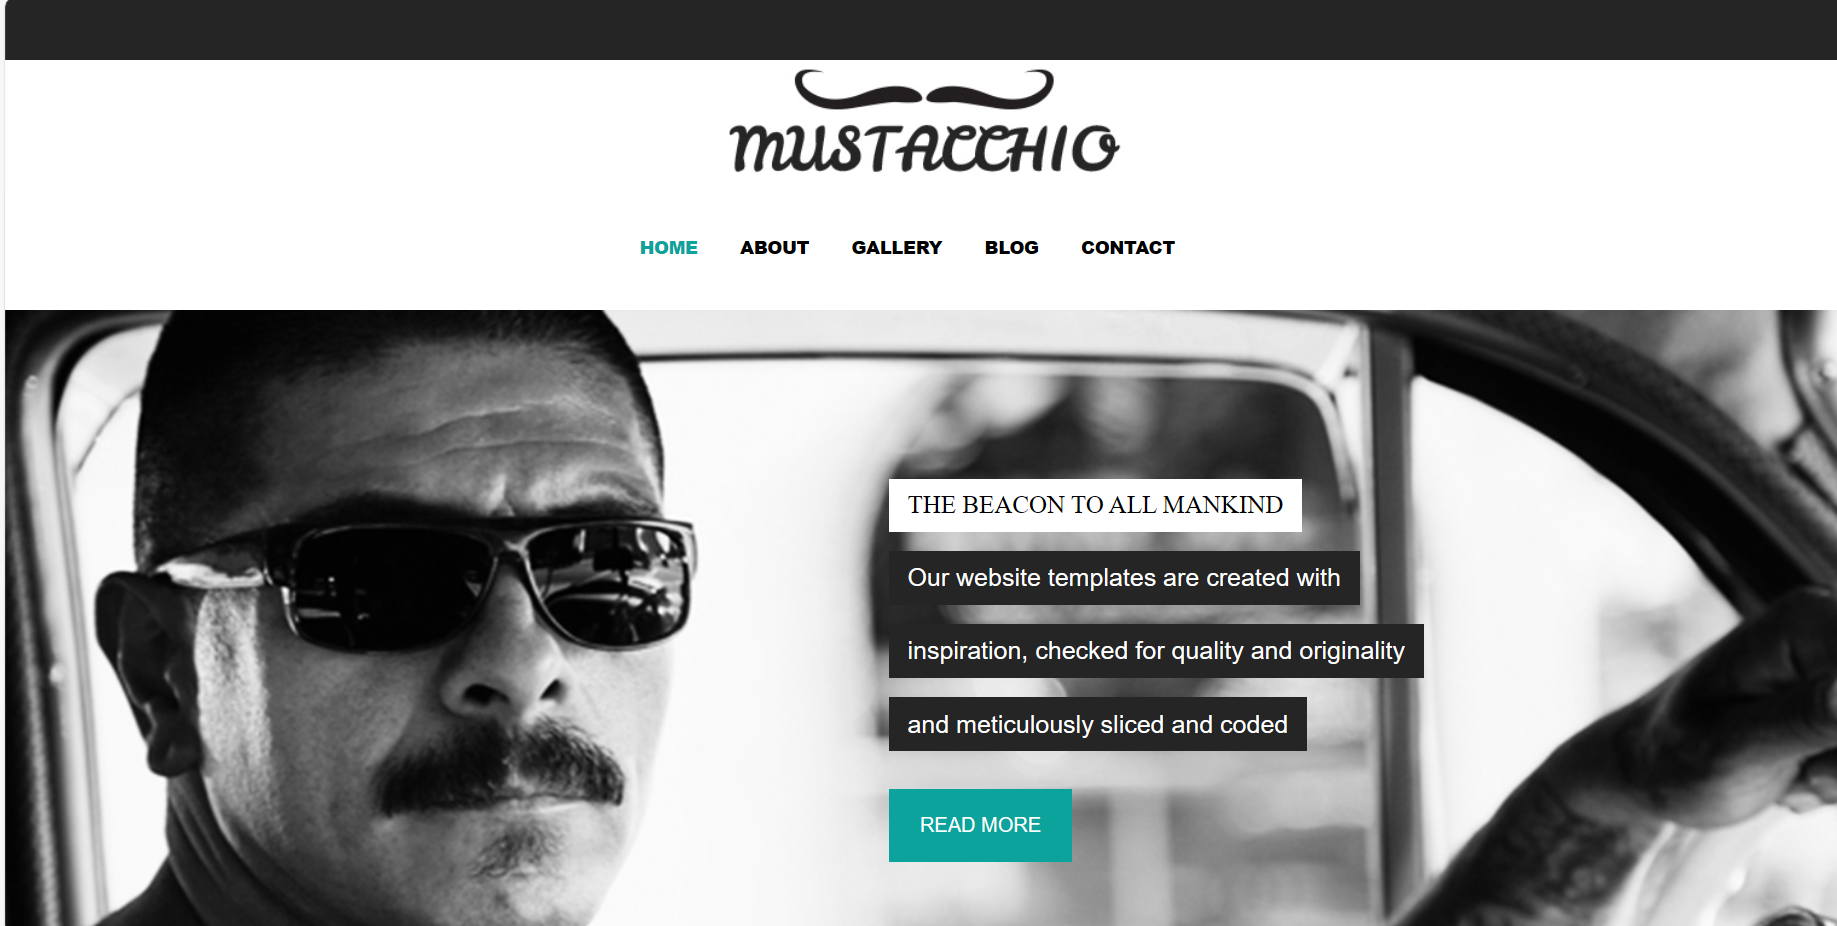 MUSTACCHIO
HOME ABOUT GALLERY BLOG CONTACT
THE BEACON TO ALL MANKIND
Our website templates are created with
inspiration, checked for quality and originality
and meticulously sliced and coded
READ MORE